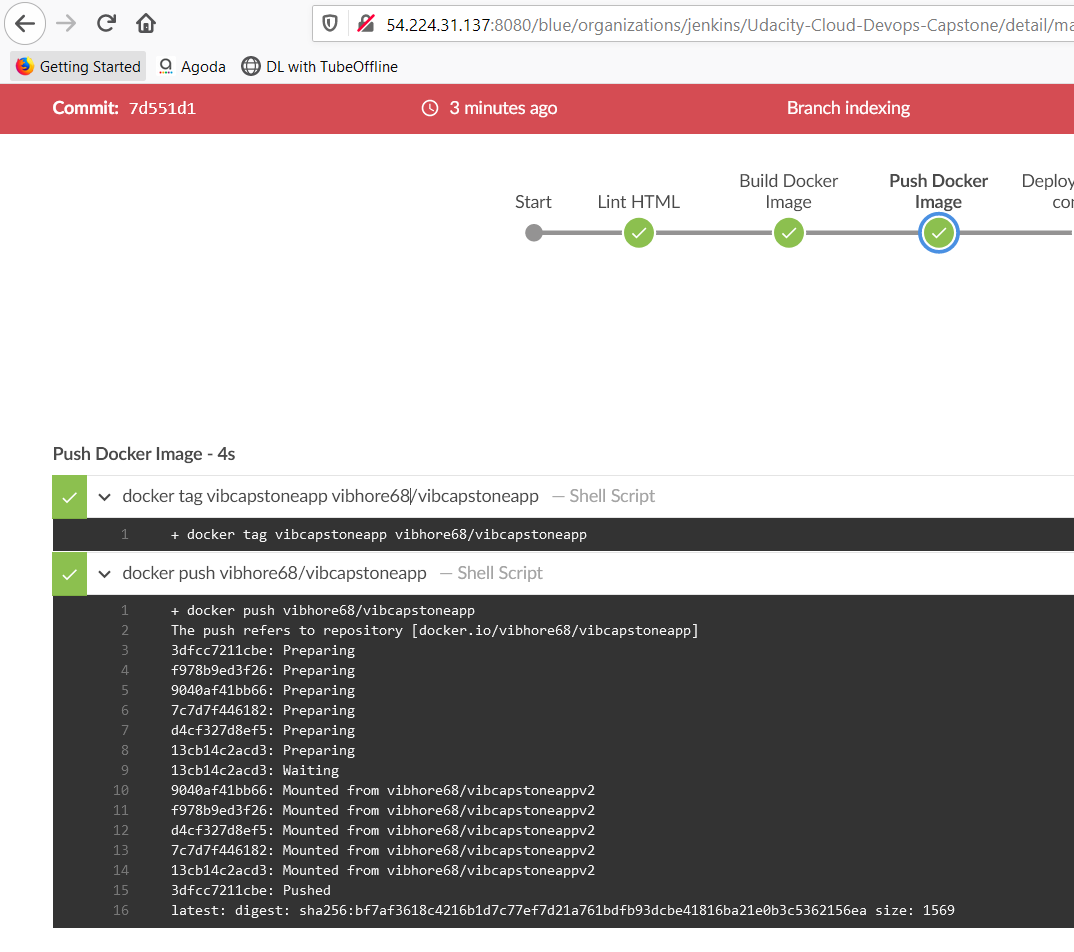 54.224.31.137:8080/blue/organizations/jenkins/Udacity-Cloud-Devops-Capstone/detail/ma
Getting Started Agoda DL with TubeOffline
Commit: 7d551d1 3 minutes ago Branch indexing
Start Lint HTML Build Docker Image Push Docker Image Deploy con
Push Docker Image - 4s
docker tag vibcapstoneapp vibhore68/vibcapstoneapp — Shell Script
1 + docker tag vibcapstoneapp vibhore68/vibcapstoneapp
docker push vibhore68/vibcapstoneapp — Shell Script
1 + docker push vibhore68/vibcapstoneapp
2 The push refers to repository [docker.io/vibhore68/vibcapstoneapp]
3 3dfcc7211cbe: Preparing
4 f978b9ed3f26: Preparing
5 9040af41bb66: Preparing
6 7c7d7f446182: Preparing
7 d4cf327d8ef5: Preparing
8 13cb14c2acd3: Preparing
9 13cb14c2acd3: Waiting
10 9040af41bb66: Mounted from vibhore68/vibcapstoneappv2
11 f978b9ed3f26: Mounted from vibhore68/vibcapstoneappv2
12 d4cf327d8ef5: Mounted from vibhore68/vibcapstoneappv2
13 7c7d7f446182: Mounted from vibhore68/vibcapstoneappv2
14 13cb14c2acd3: Mounted from vibhore68/vibcapstoneappv2
15 3dfcc7211cbe: Pushed
16 latest: digest: sha256:bf7af3618c4216b1d7c77ef7d21a761bdfb93dcbe41816ba21e0b3c5362156ea size: 1569